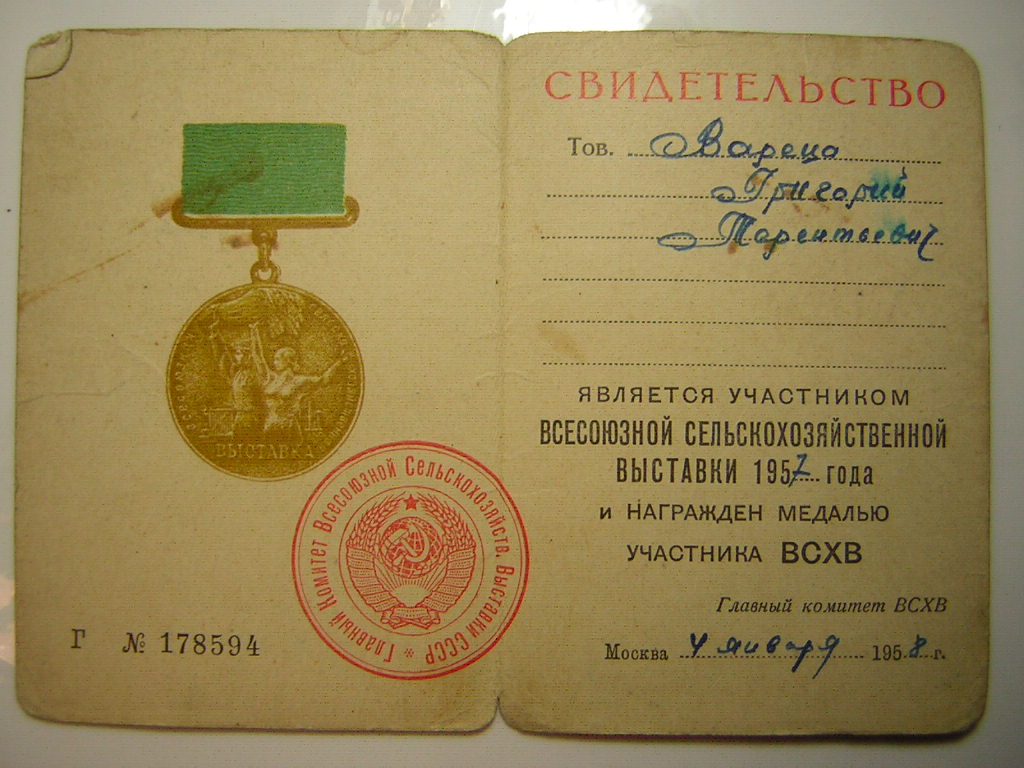 ВЫСТАВКА
Главный Комитет Всесоюзной Сельскохозяйств. Выставки СССР
Г № 178594
СВИДЕТЕЛЬСТВО
Тов. Вареца
Григорий
Терентьевич
ЯВЛЯЕТСЯ УЧАСТНИКОМ
ВСЕСОЮЗНОЙ СЕЛЬСКОХОЗЯЙСТВЕННОЙ
ВЫСТАВКИ 1957 года
и НАГРАЖДЕН МЕДАЛЬЮ
УЧАСТНИКА ВСХВ
Главный комитет ВСХВ
Москва 4 января 1958 г.